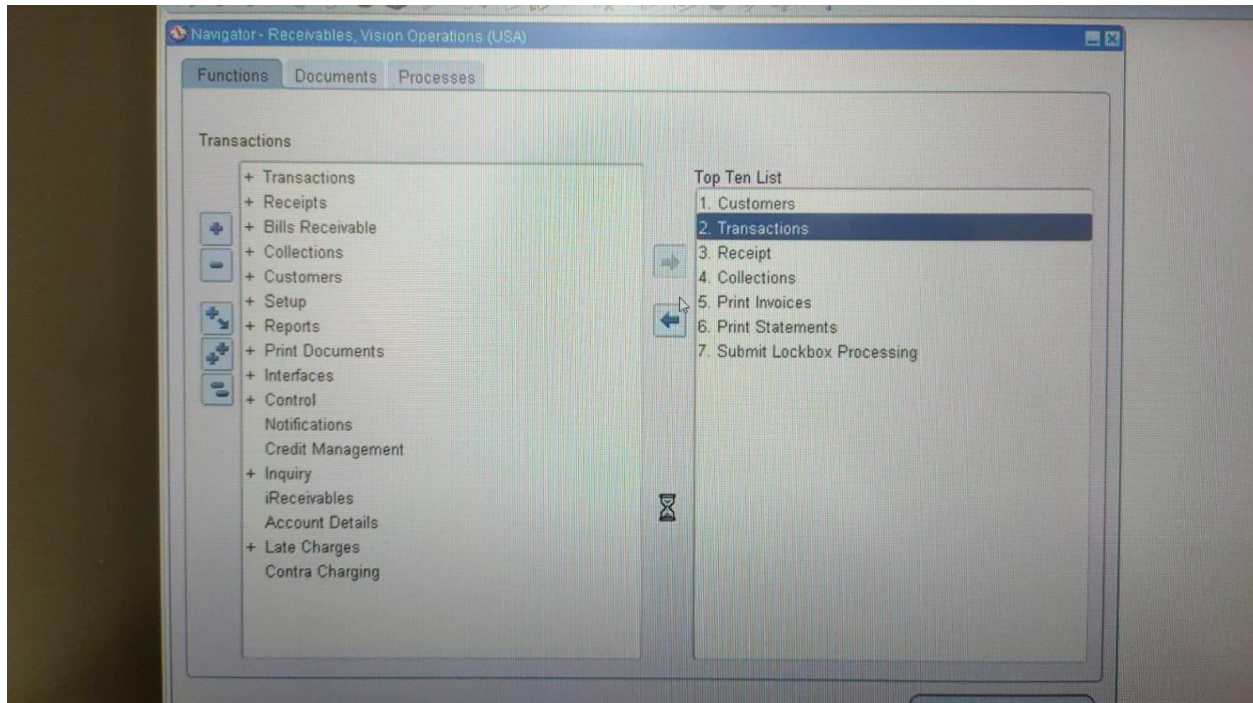 Navigator - Receivables, Vision Operations (USA)
Functions Documents Processes
Transactions
+ Transactions
+ Receipts
+ Bills Receivable
+ Collections
+ Customers
+ Setup
+ Reports
+ Print Documents
+ Interfaces
+ Control
Notifications
Credit Management
+ Inquiry
iReceivables
Account Details
+ Late Charges
Contra Charging
Top Ten List
1. Customers
2. Transactions
3. Receipt
4. Collections
5. Print Invoices
6. Print Statements
7. Submit Lockbox Processing